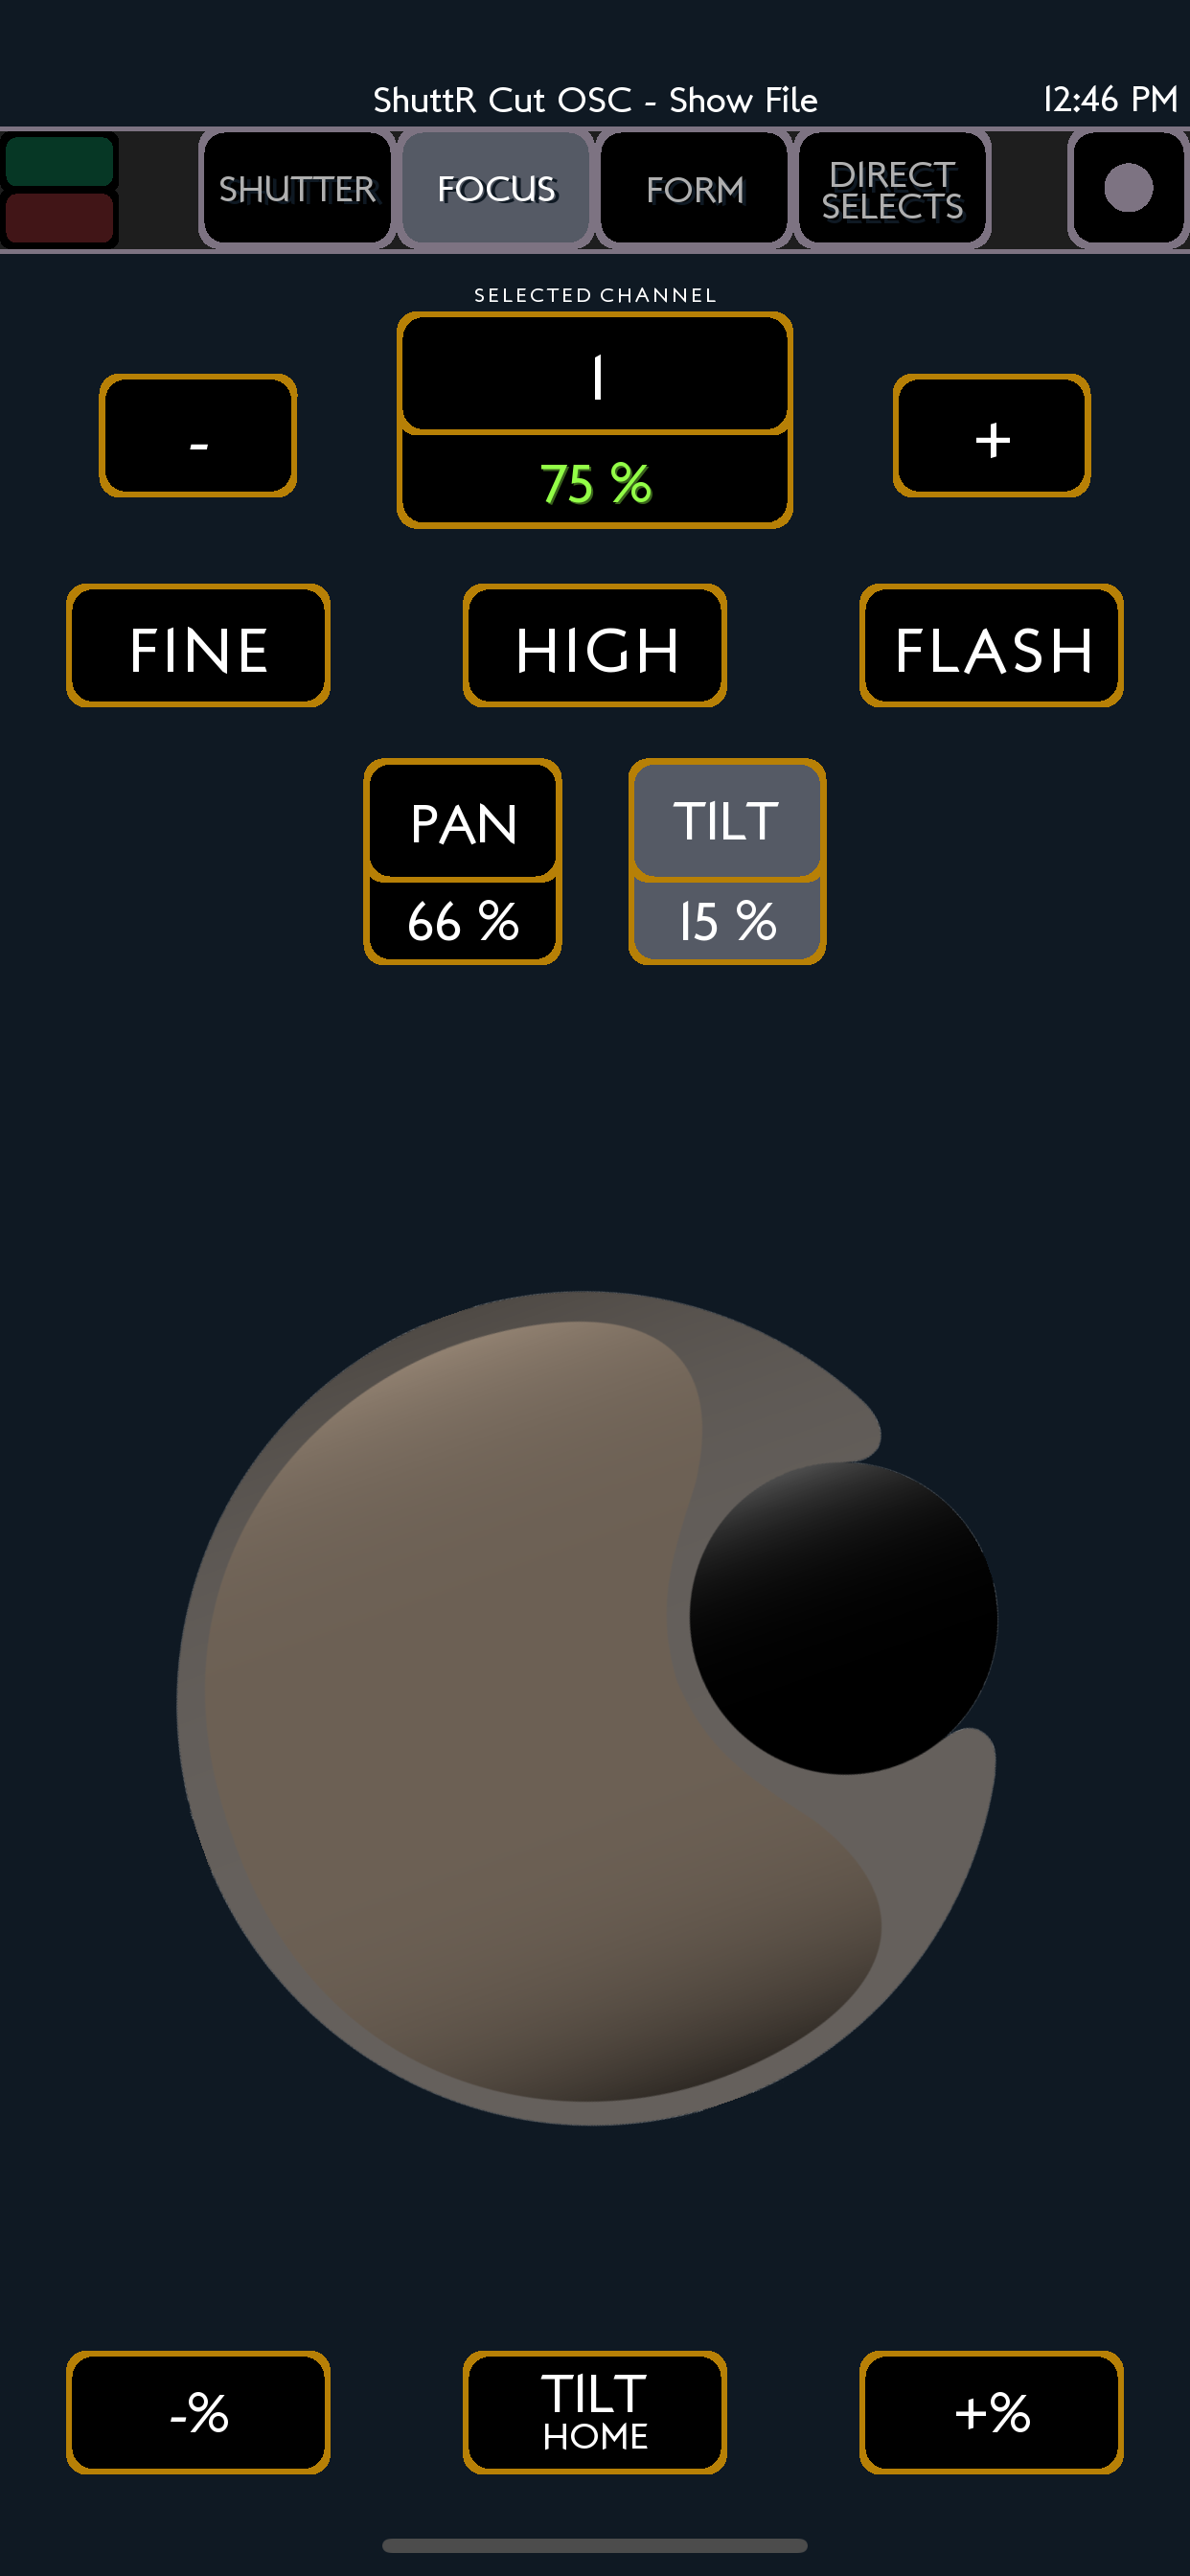 ShuttR Cut OSC - Show File
12:46 PM
SHUTTER
FOCUS
FORM
DIRECT
SELECTS
SELECTED CHANNEL
-
1
+
75 %
FINE
HIGH
FLASH
PAN
TILT
66 %
15 %
-%
TILT
HOME
+%